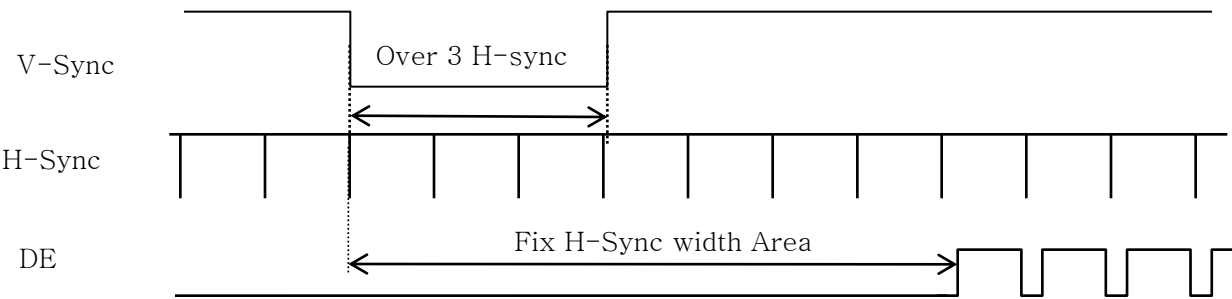 V-Sync
Over 3 H-sync
H-Sync
DE
Fix H-Sync width Area